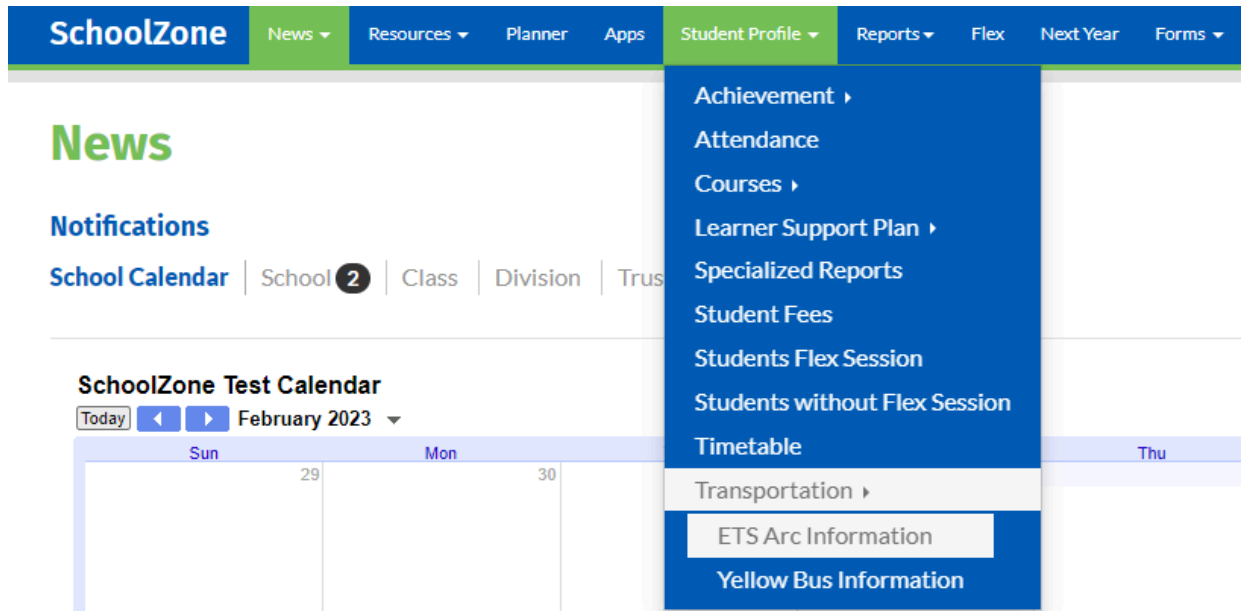 SchoolZone News Resources Planner Apps Student Profile Reports Flex Next Year Forms
News
Notifications
School Calendar School 2 Class Division Trus
SchoolZone Test Calendar
Today February 2023
Sun Mon Thu
29 30
Achievement
Attendance
Courses
Learner Support Plan
Specialized Reports
Student Fees
Students Flex Session
Students without Flex Session
Timetable
Transportation
ETS Arc Information
Yellow Bus Information